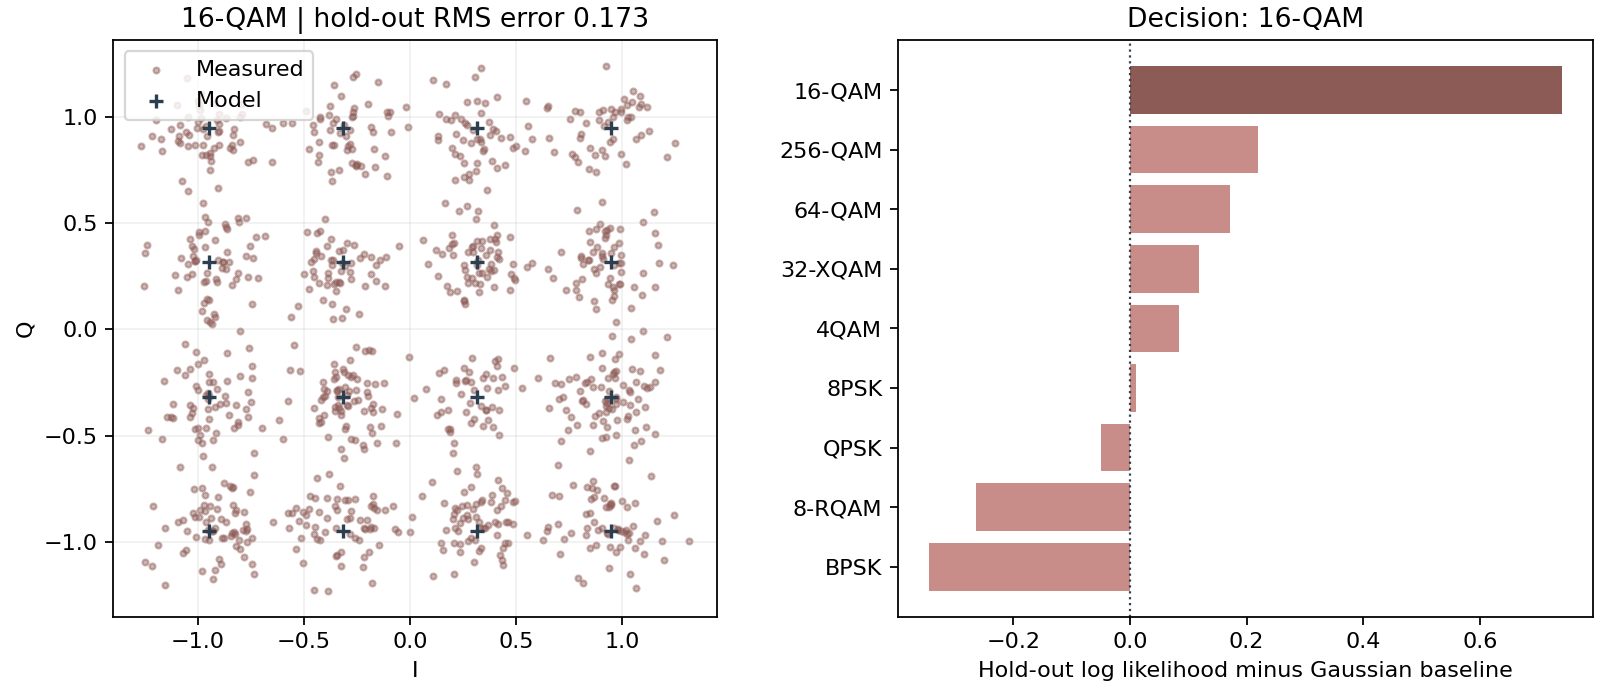 16-QAM | hold-out RMS error 0.173
Measured
Model
1.0
0.5
0.0
−0.5
−1.0
Q
−1.0
−0.5
0.0
0.5
1.0
I
Decision: 16-QAM
16-QAM
256-QAM
64-QAM
32-XQAM
4QAM
8PSK
QPSK
8-RQAM
BPSK
−0.2
0.0
0.2
0.4
0.6
Hold-out log likelihood minus Gaussian baseline